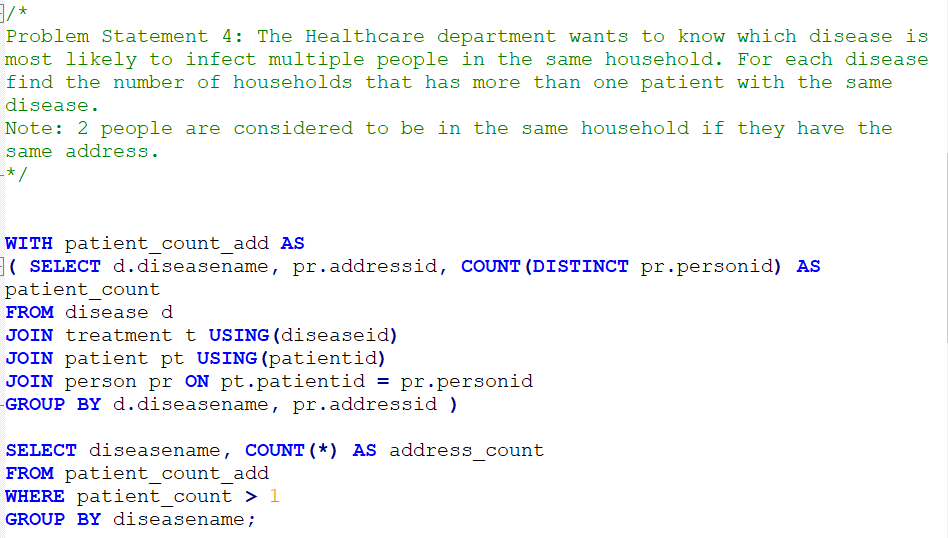 /*
Problem Statement 4: The Healthcare department wants to know which disease is
most likely to infect multiple people in the same household. For each disease
find the number of households that has more than one patient with the same
disease.
Note: 2 people are considered to be in the same household if they have the
same address.
*/
WITH patient_count_add AS
( SELECT d.diseasename, pr.addressid, COUNT(DISTINCT pr.personid) AS
patient_count
FROM disease d
JOIN treatment t USING(diseaseid)
JOIN patient pt USING(patientid)
JOIN person pr ON pt.patientid = pr.personid
GROUP BY d.diseasename, pr.addressid )
SELECT diseasename, COUNT(*) AS address_count
FROM patient_count_add
WHERE patient_count > 1
GROUP BY diseasename;